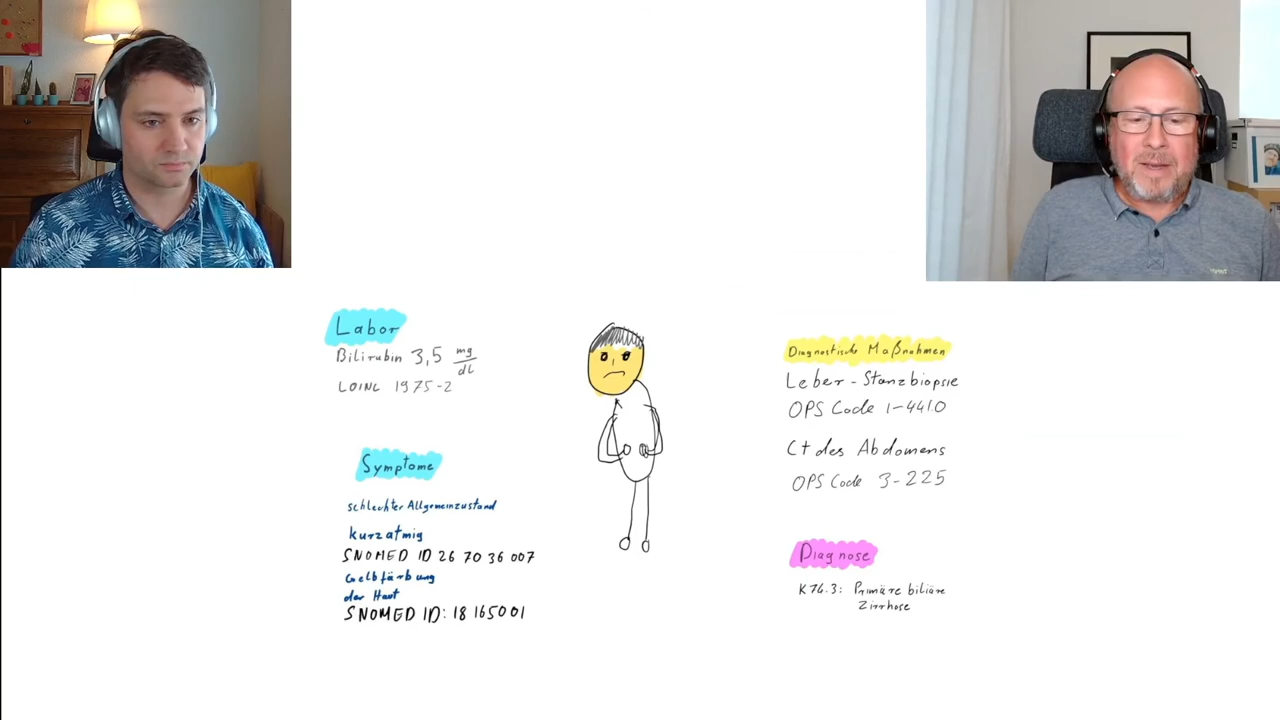 Labor
Bilirubin 3,5 mg/dl
LOINC 1975-2
Symptome
schlechter Allgemeinzustand
kurzatmig
SNOMED ID 26 70 36 007
Gelbfärbung
der Haut
SNOMED ID: 18 165001
Diagnostische Maßnahmen
Leber-Stanzbiopsie
OPS Code 1-441.0
Ct des Abdomens
OPS Code 3-225
Diagnose
K74.3: Primäre biliäre
Zirrhose